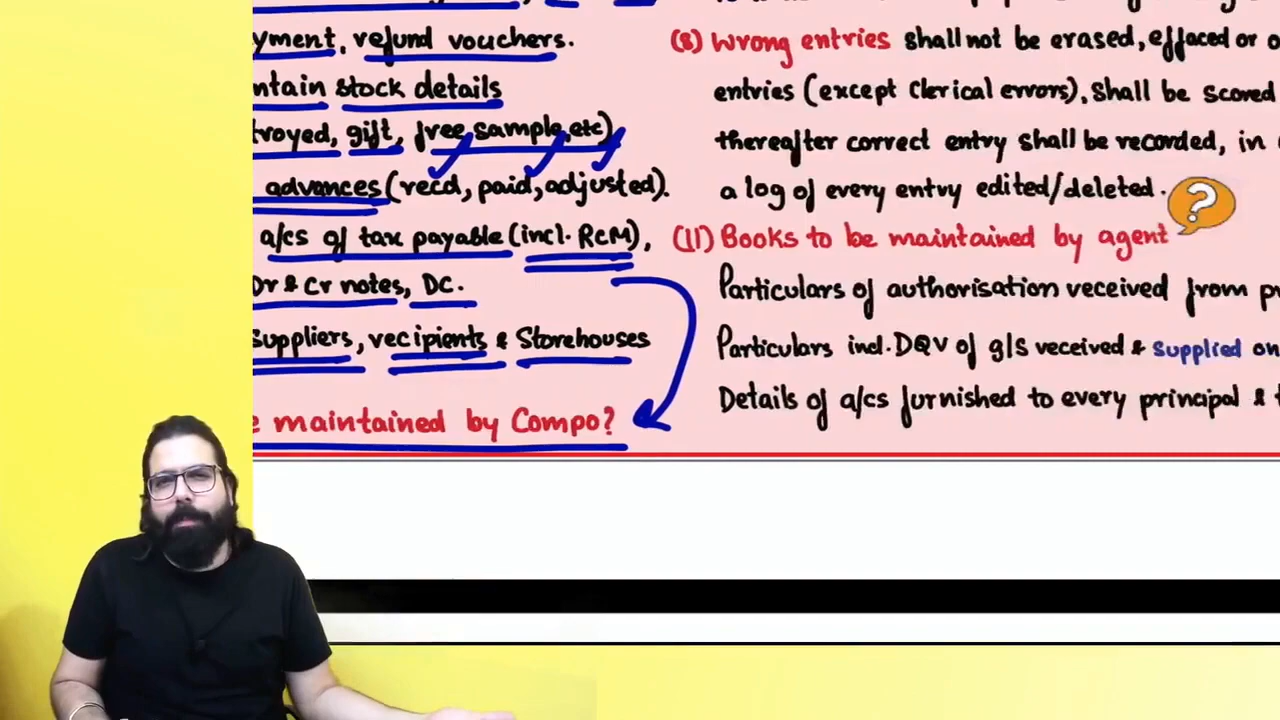 yment, refund vouchers.
ntain stock details
troyed, gift, free sample, etc)
advances (recd, paid, adjusted).
a/cs of tax payable (incl. RCM),
Dr & Cr notes, DC.
suppliers, recipients & Storehouses
e maintained by Compo?
(8) Wrong entries shall not be erased, effaced or o
entries (except Clerical errors), Shall be scored
thereafter correct entry shall be recorded, in
a log of every entry edited/deleted.
?
(11) Books to be maintained by agent
Particulars of authorisation received from pr
Particulars incl. DQV of g/s received & supplied on
Details of a/cs furnished to every principal &